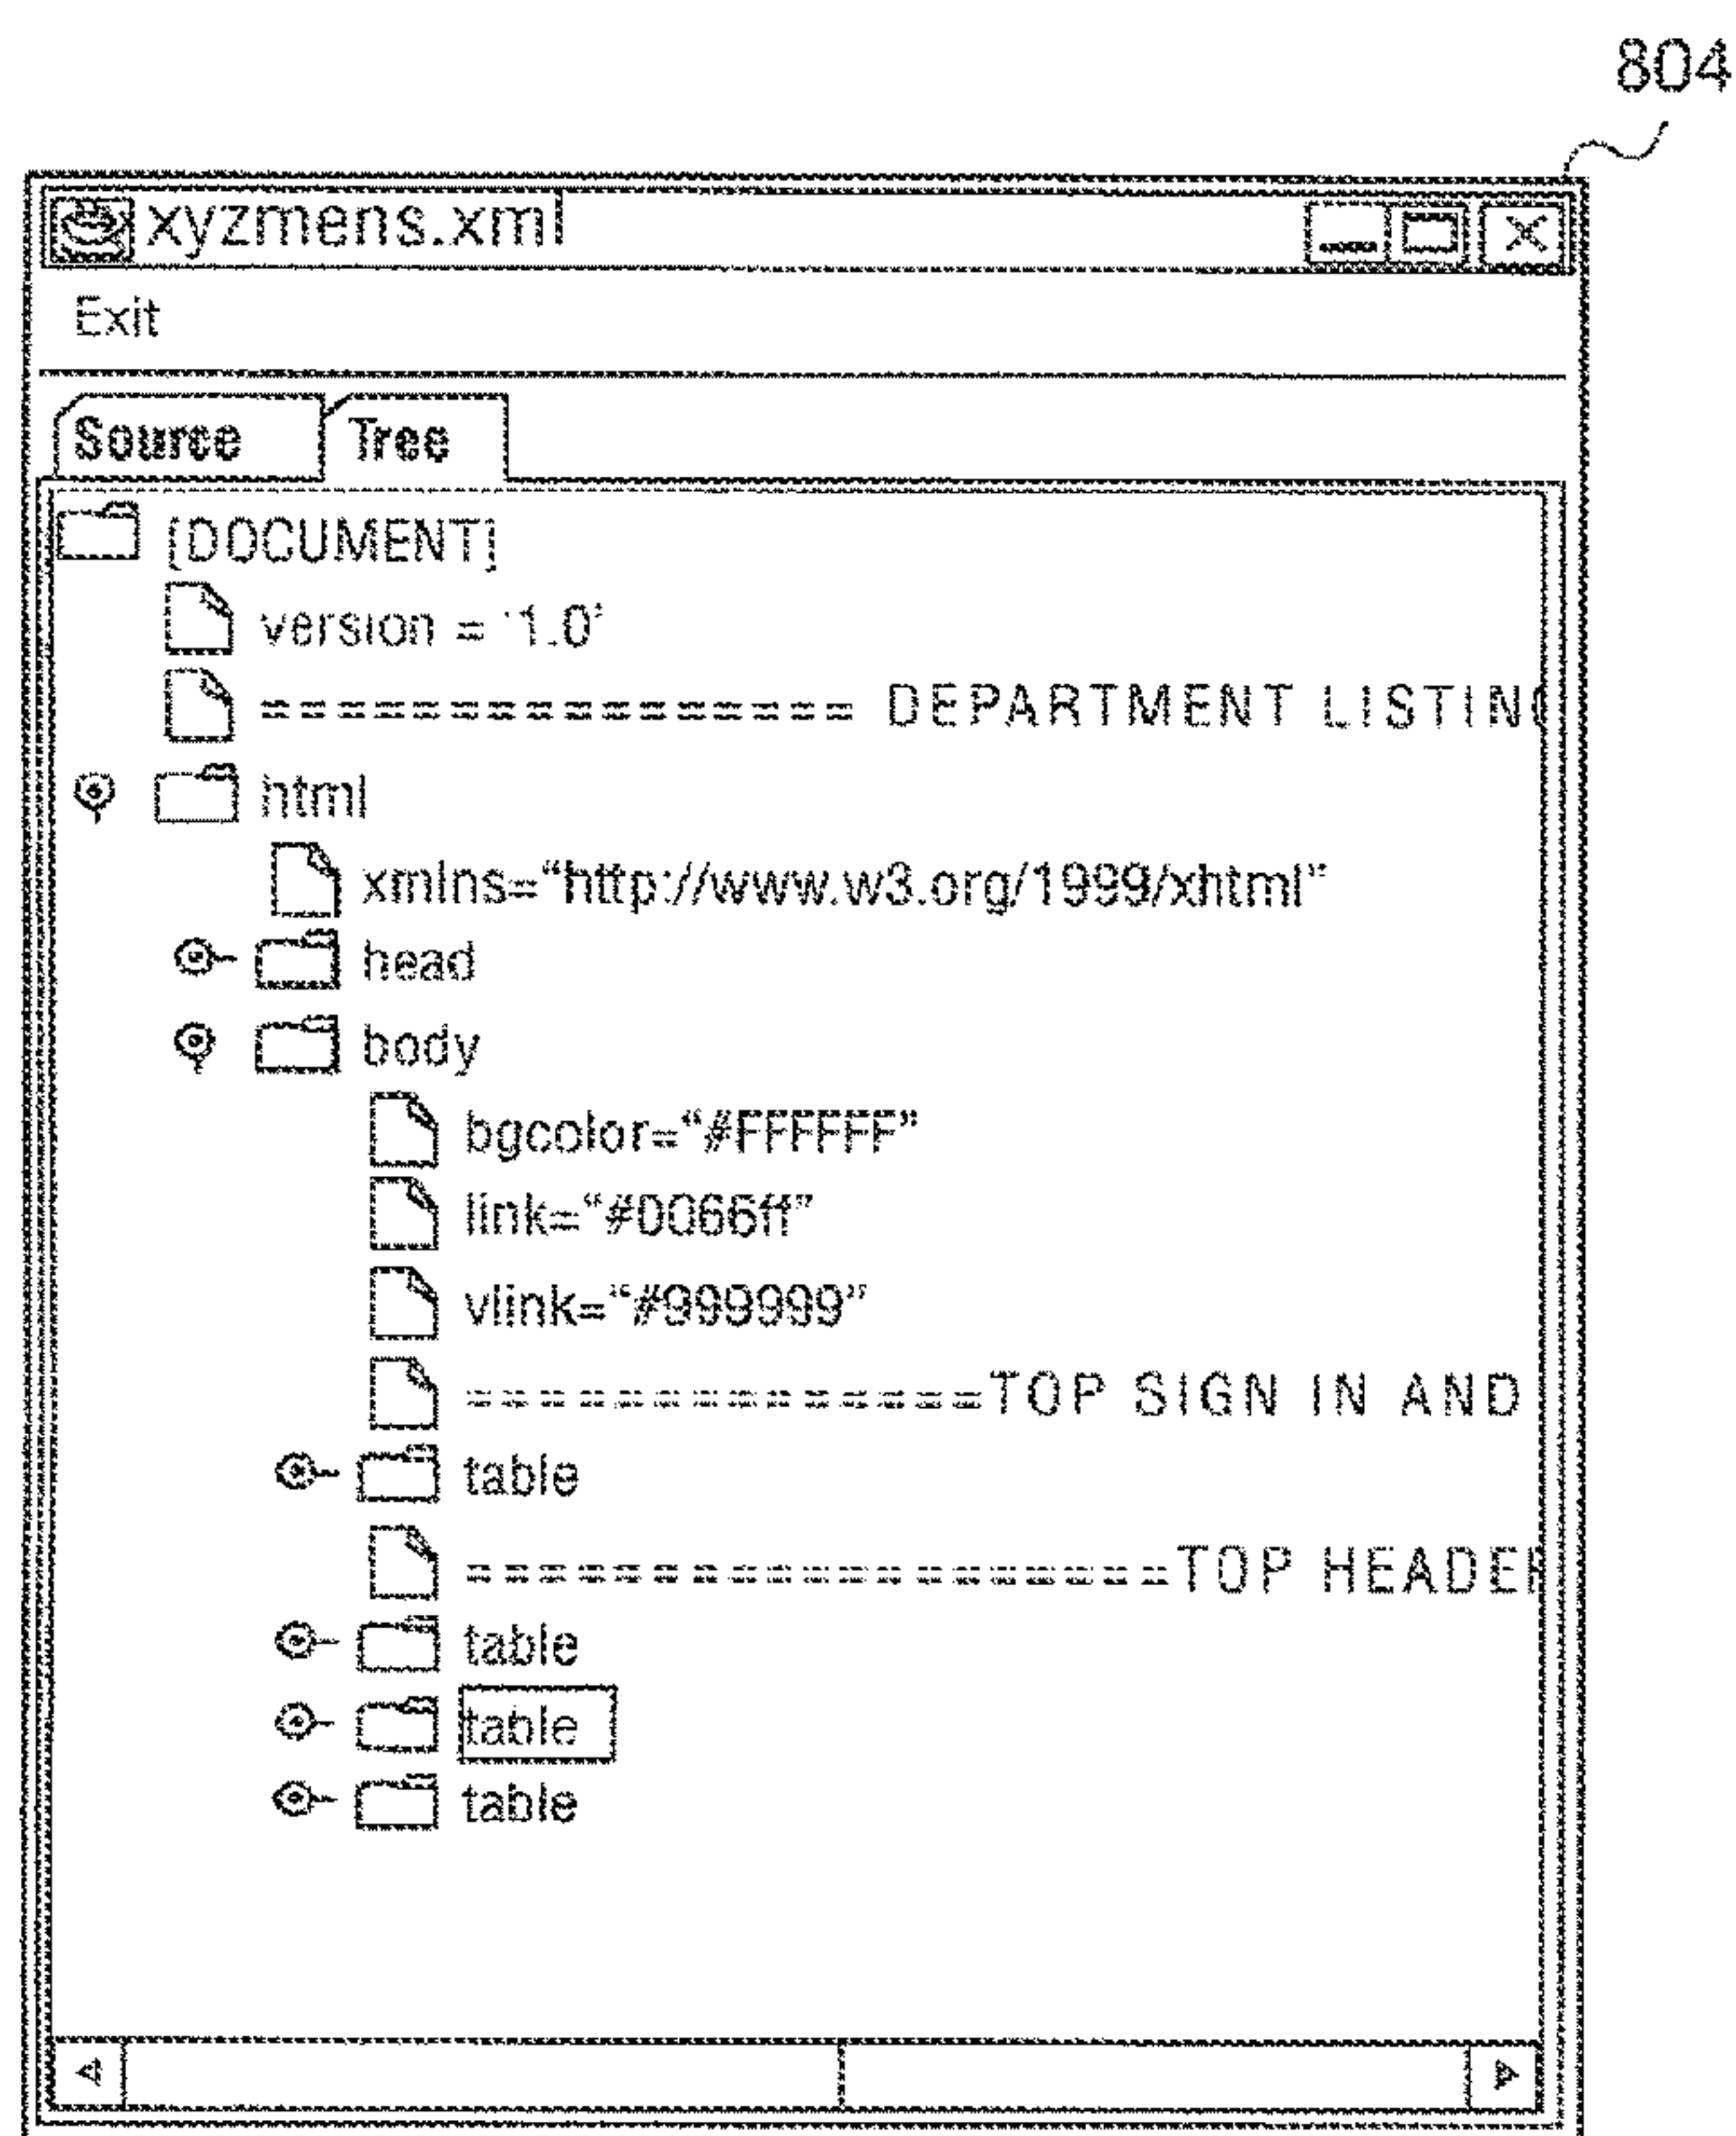 804
xyzmens.xml
Exit
Source Tree
[DOCUMENT]
version = '1.0'
================ DEPARTMENT LISTING
html
xmlns="http://www.w3.org/1999/xhtml"
head
body
bgcolor="#FFFFFF"
link="#0066ff"
vlink="#999999"
==============TOP SIGN IN AND
table
===================TOP HEADER
table
table
table